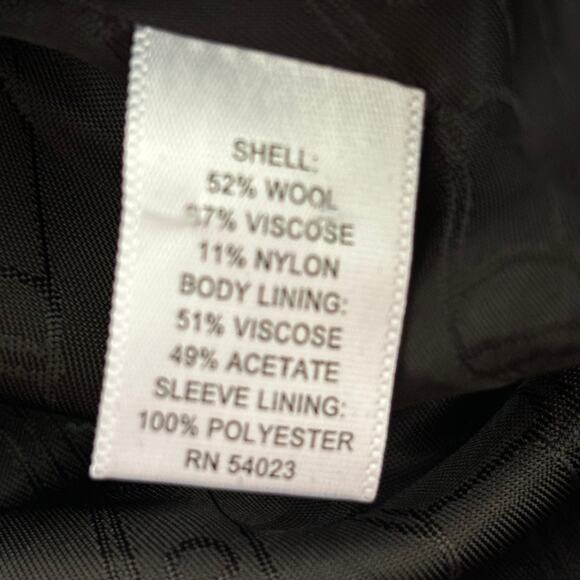 SHELL:
52% WOOL
37% VISCOSE
11% NYLON
BODY LINING:
51% VISCOSE
49% ACETATE
SLEEVE LINING:
100% POLYESTER
RN 54023